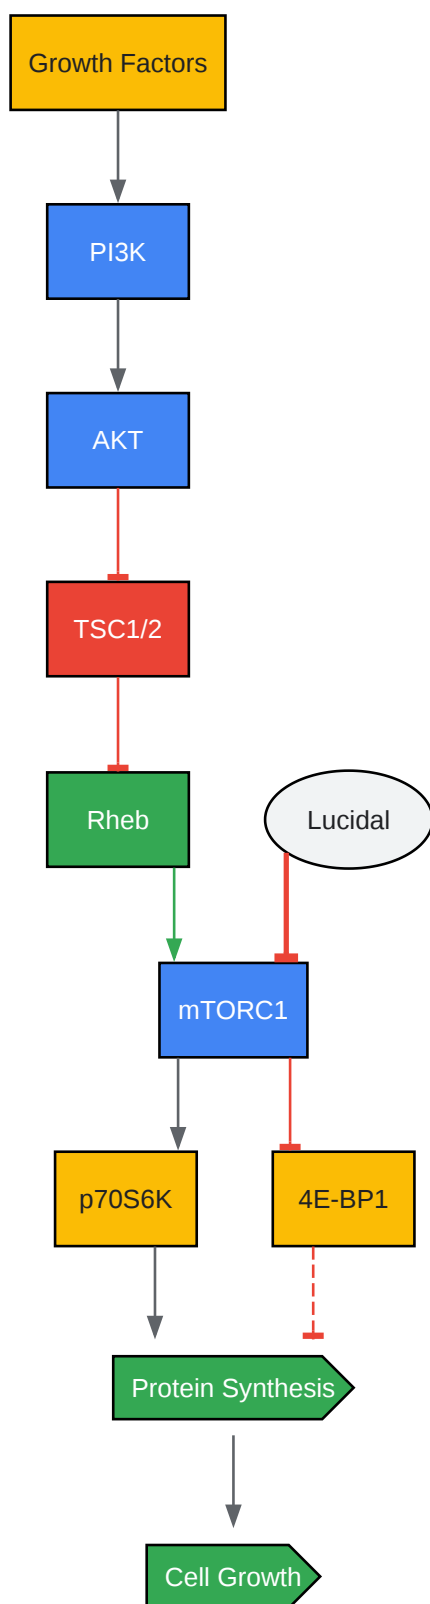 Growth Factors
PI3K
AKT
TSC1/2
Rheb
Lucidal
mTORC1
p70S6K
4E-BP1
Protein Synthesis
Cell Growth